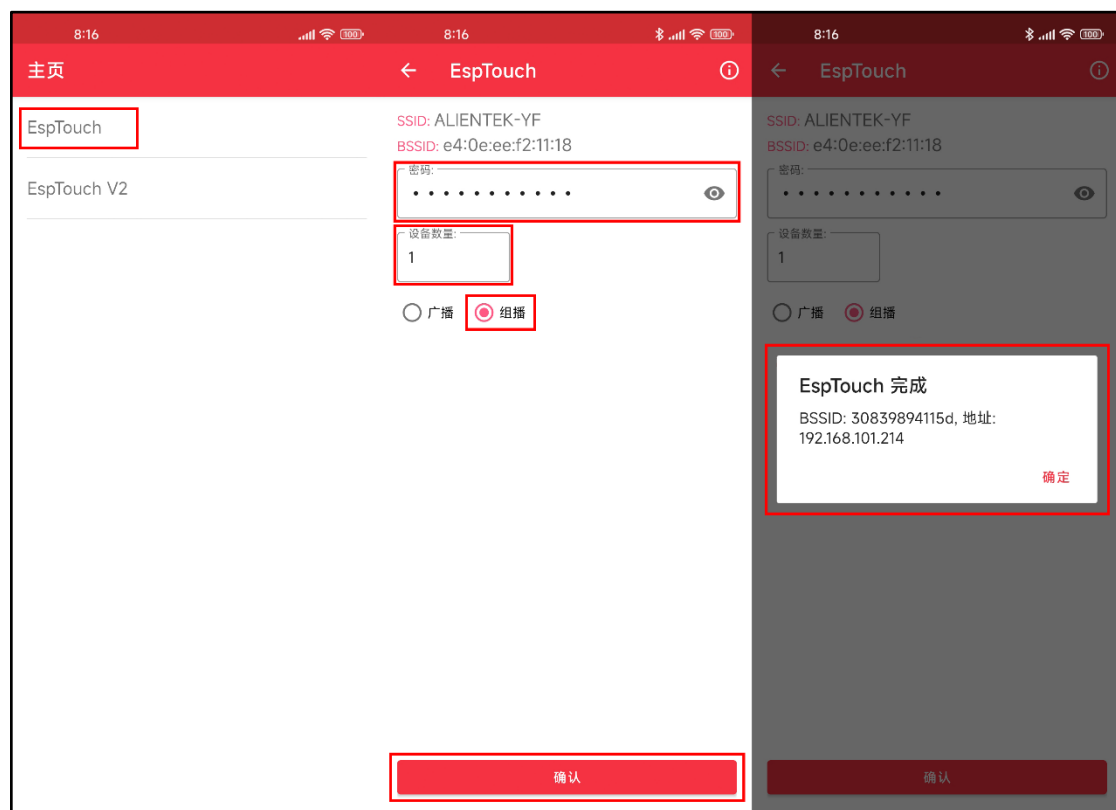 8:16
100
主页
EspTouch
EspTouch V2
8:16
100
EspTouch
SSID: ALIENTEK-YF
BSSID: e4:0e:ee:f2:11:18
密码:
设备数量:
1
广播 组播
确认
8:16
100
EspTouch
SSID: ALIENTEK-YF
BSSID: e4:0e:ee:f2:11:18
密码:
设备数量:
1
广播 组播
EspTouch 完成
BSSID: 30839894115d, 地址:
192.168.101.214
确定
确认